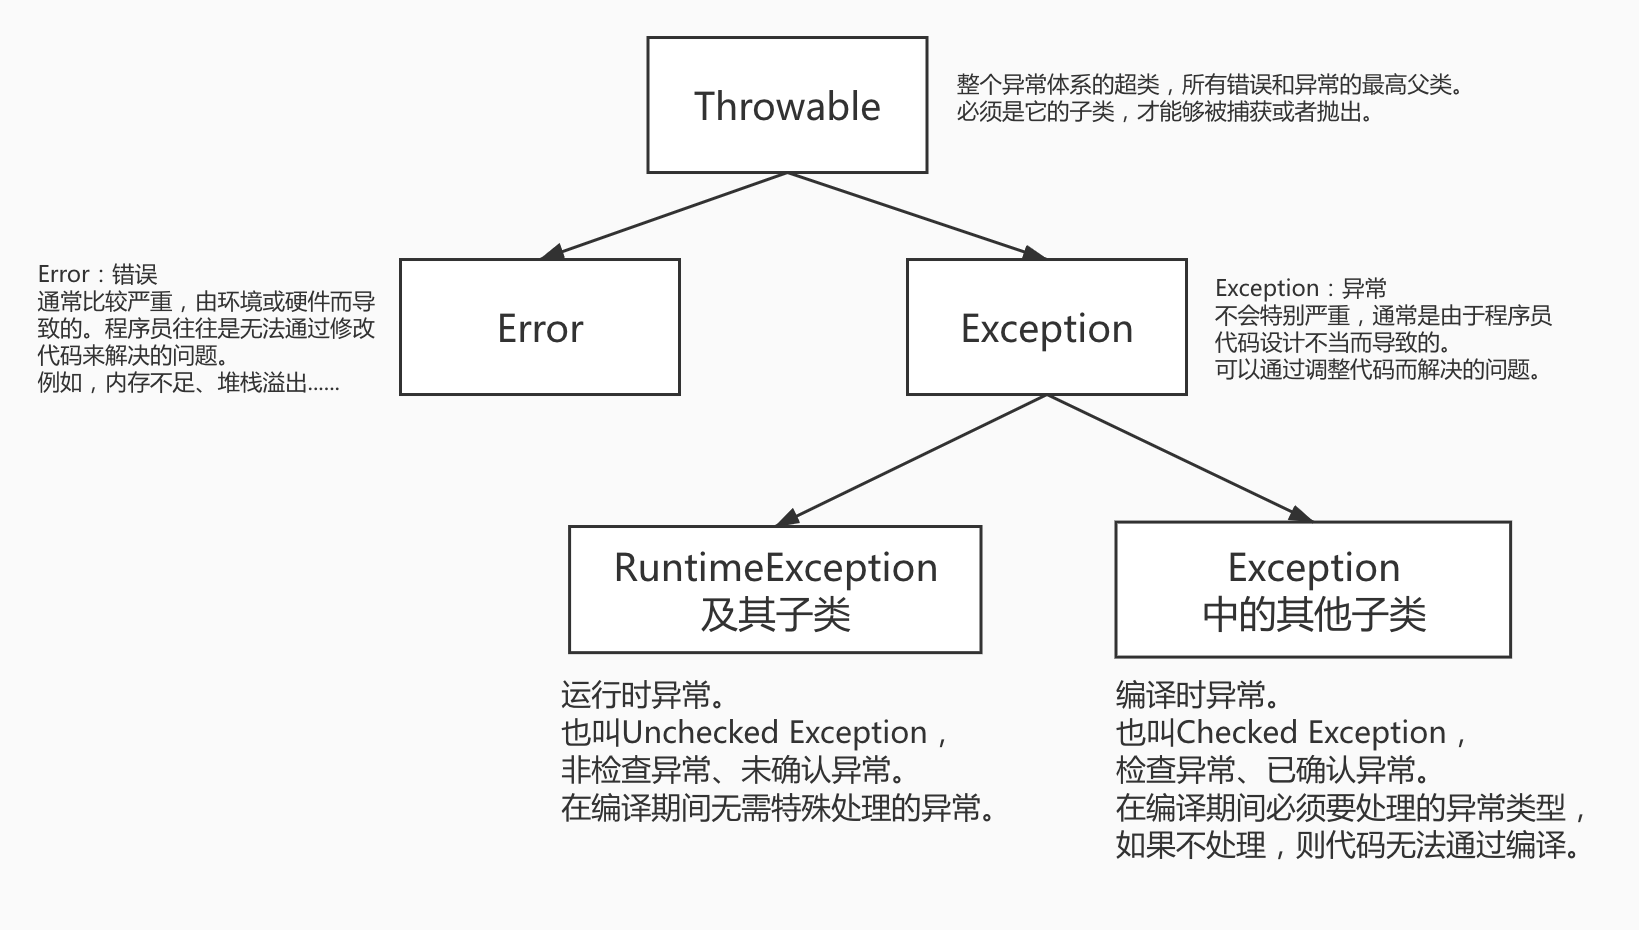 Throwable
整个异常体系的超类，所有错误和异常的最高父类。
必须是它的子类，才能够被捕获或者抛出。
Error：错误
通常比较严重，由环境或硬件而导
致的。程序员往往是无法通过修改
代码来解决的问题。
例如，内存不足、堆栈溢出......
Error
Exception
Exception：异常
不会特别严重，通常是由于程序员
代码设计不当而导致的。
可以通过调整代码而解决的问题。
RuntimeException
及其子类
运行时异常。
也叫Unchecked Exception，
非检查异常、未确认异常。
在编译期间无需特殊处理的异常。
Exception
中的其他子类
编译时异常。
也叫Checked Exception，
检查异常、已确认异常。
在编译期间必须要处理的异常类型，
如果不处理，则代码无法通过编译。